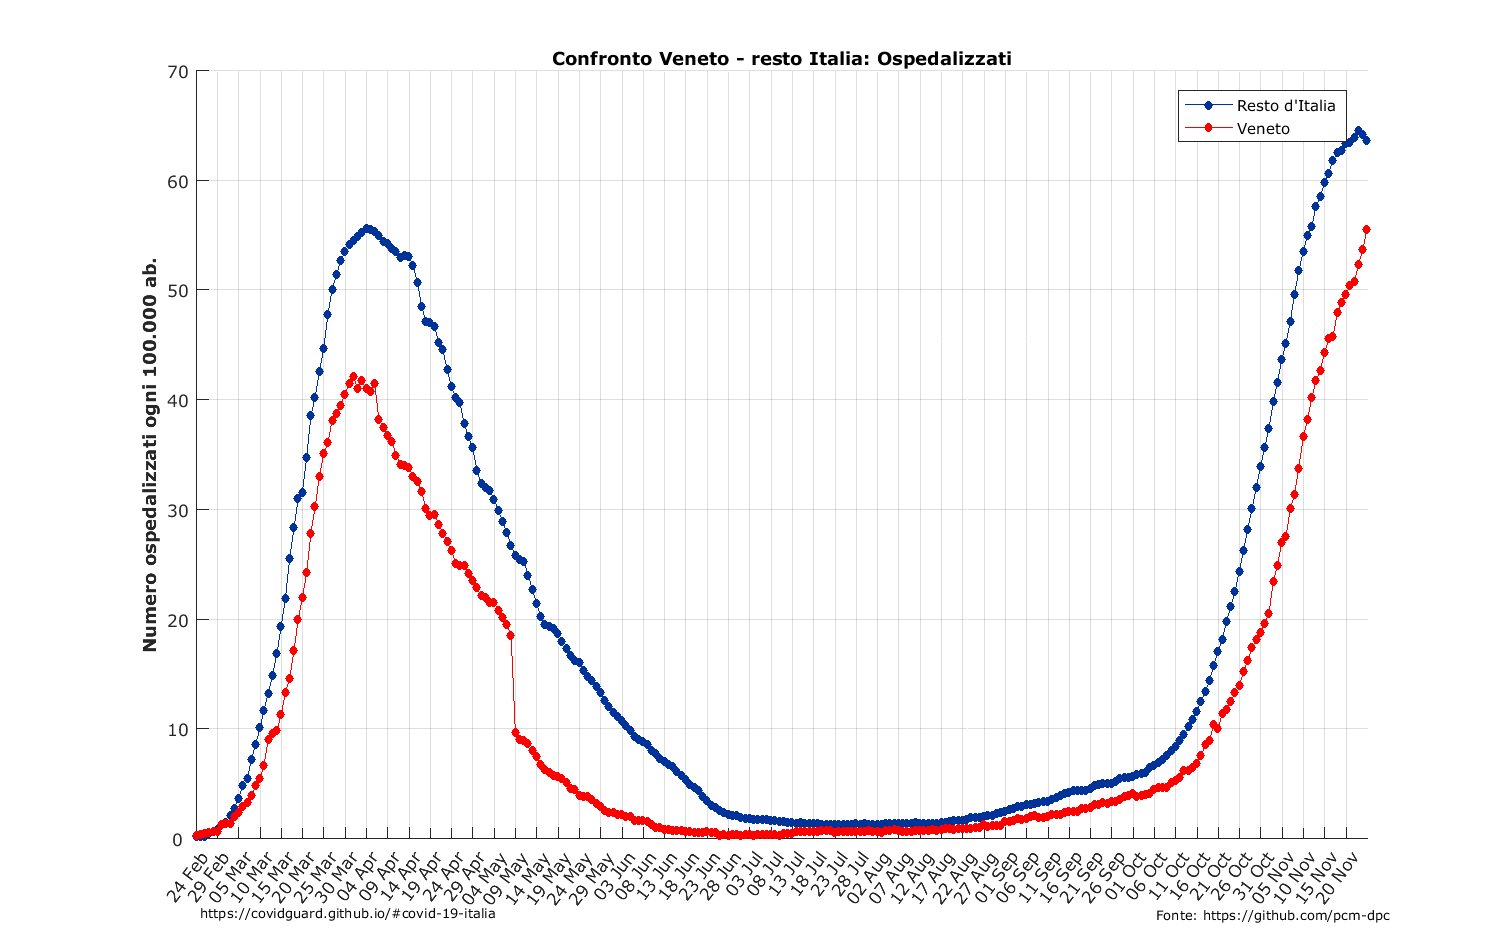 Confronto Veneto - resto Italia: Ospedalizzati
Resto d'Italia
Veneto
Numero ospedalizzati ogni 100.000 ab.
70
60
50
40
30
20
10
0
24 Feb
29 Feb
05 Mar
10 Mar
15 Mar
20 Mar
25 Mar
30 Mar
04 Apr
09 Apr
14 Apr
19 Apr
24 Apr
29 Apr
04 May
09 May
14 May
19 May
24 May
29 May
03 Jun
08 Jun
13 Jun
18 Jun
23 Jun
28 Jun
03 Jul
08 Jul
13 Jul
18 Jul
23 Jul
28 Jul
02 Aug
07 Aug
12 Aug
17 Aug
22 Aug
27 Aug
01 Sep
06 Sep
11 Sep
16 Sep
21 Sep
26 Sep
01 Oct
06 Oct
11 Oct
16 Oct
21 Oct
26 Oct
31 Oct
05 Nov
10 Nov
15 Nov
20 Nov
https://covidguard.github.io/#covid-19-italia
Fonte: https://github.com/pcm-dpc